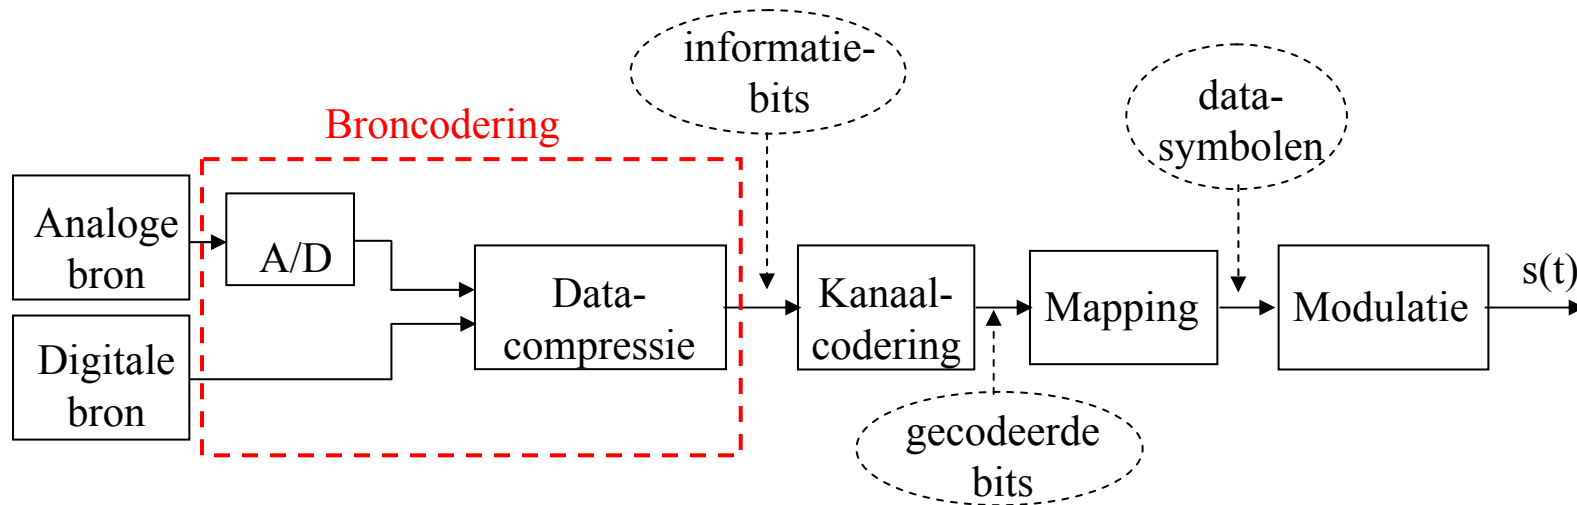 informatie-
bits
data-
symbolen
Broncodering
Analoge
bron
A/D
Data-
compressie
Kanaal-
codering
Mapping
Modulatie
s(t)
Digitale
bron
gecodeerde
bits